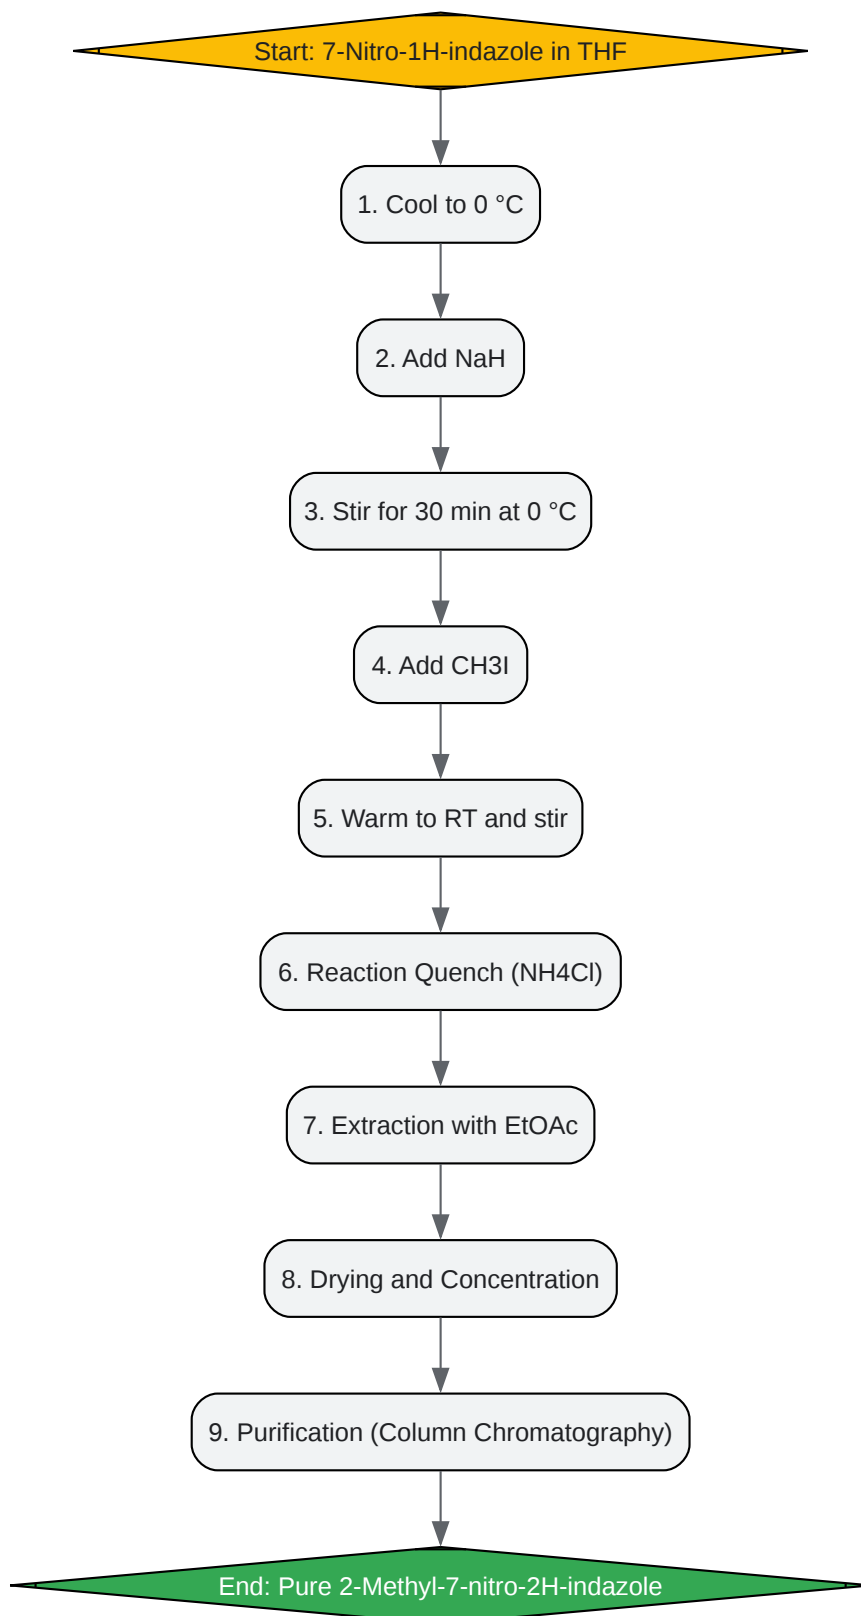 Start: 7-Nitro-1H-indazole in THF
1. Cool to 0 °C
2. Add NaH
3. Stir for 30 min at 0 °C
4. Add CH3I
5. Warm to RT and stir
6. Reaction Quench (NH4Cl)
7. Extraction with EtOAc
8. Drying and Concentration
9. Purification (Column Chromatography)
End: Pure 2-Methyl-7-nitro-2H-indazole